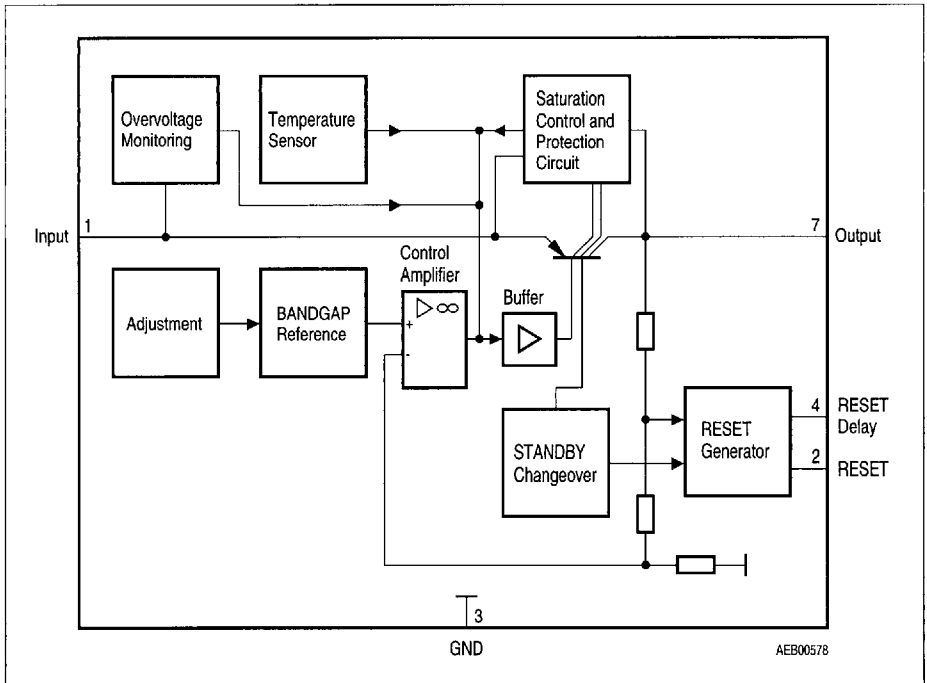 Overvoltage
Monitoring
Temperature
Sensor
Saturation
Control and
Protection
Circuit
Input
1
7
Output
Control
Amplifier
Adjustment
BANDGAP
Reference
▷ ∞
+
-
Buffer
▷
STANDBY
Changeover
RESET
Generator
4
RESET
Delay
2
RESET
3
GND
AEB00578